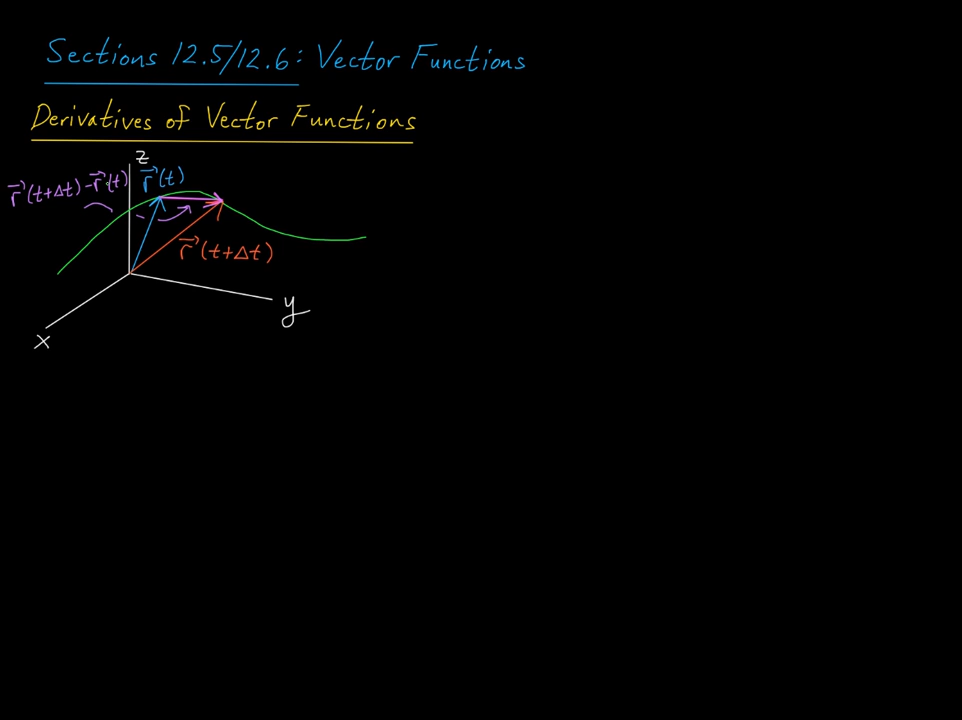 Sections 12.5/12.6: Vector Functions
Derivatives of Vector Functions
z
r⃗(t+Δt) - r⃗(t)
r⃗(t)
r⃗(t+Δt)
y
x